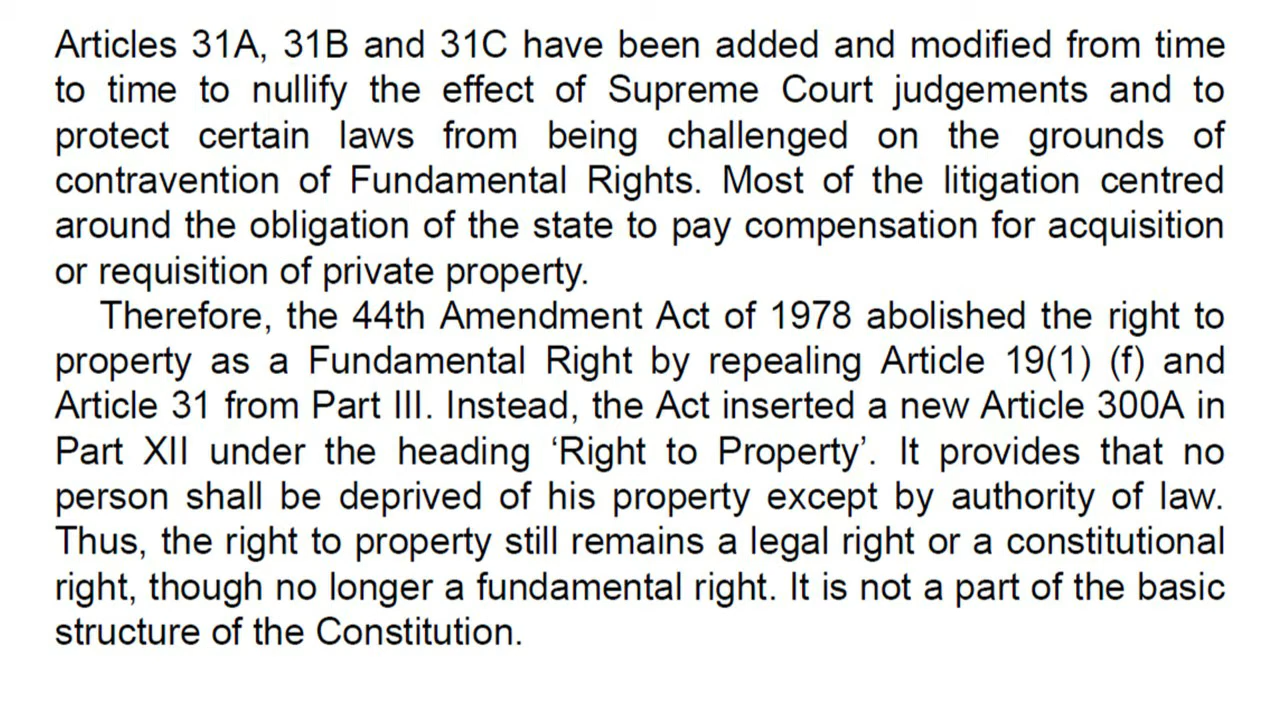 Articles 31A, 31B and 31C have been added and modified from time
to time to nullify the effect of Supreme Court judgements and to
protect certain laws from being challenged on the grounds of
contravention of Fundamental Rights. Most of the litigation centred
around the obligation of the state to pay compensation for acquisition
or requisition of private property.
Therefore, the 44th Amendment Act of 1978 abolished the right to
property as a Fundamental Right by repealing Article 19(1) (f) and
Article 31 from Part III. Instead, the Act inserted a new Article 300A in
Part XII under the heading ‘Right to Property’. It provides that no
person shall be deprived of his property except by authority of law.
Thus, the right to property still remains a legal right or a constitutional
right, though no longer a fundamental right. It is not a part of the basic
structure of the Constitution.